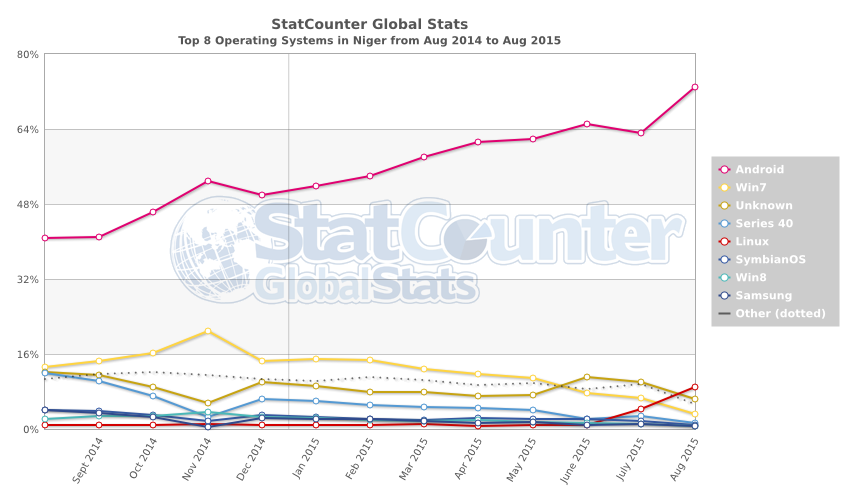 StatCounter Global Stats
Top 8 Operating Systems in Niger from Aug 2014 to Aug 2015
80%
64%
48%
32%
16%
0%
StatCounter
GlobalStats
Sept 2014
Oct 2014
Nov 2014
Dec 2014
Jan 2015
Feb 2015
Mar 2015
Apr 2015
May 2015
June 2015
July 2015
Aug 2015
Android
Win7
Unknown
Series 40
Linux
SymbianOS
Win8
Samsung
Other (dotted)